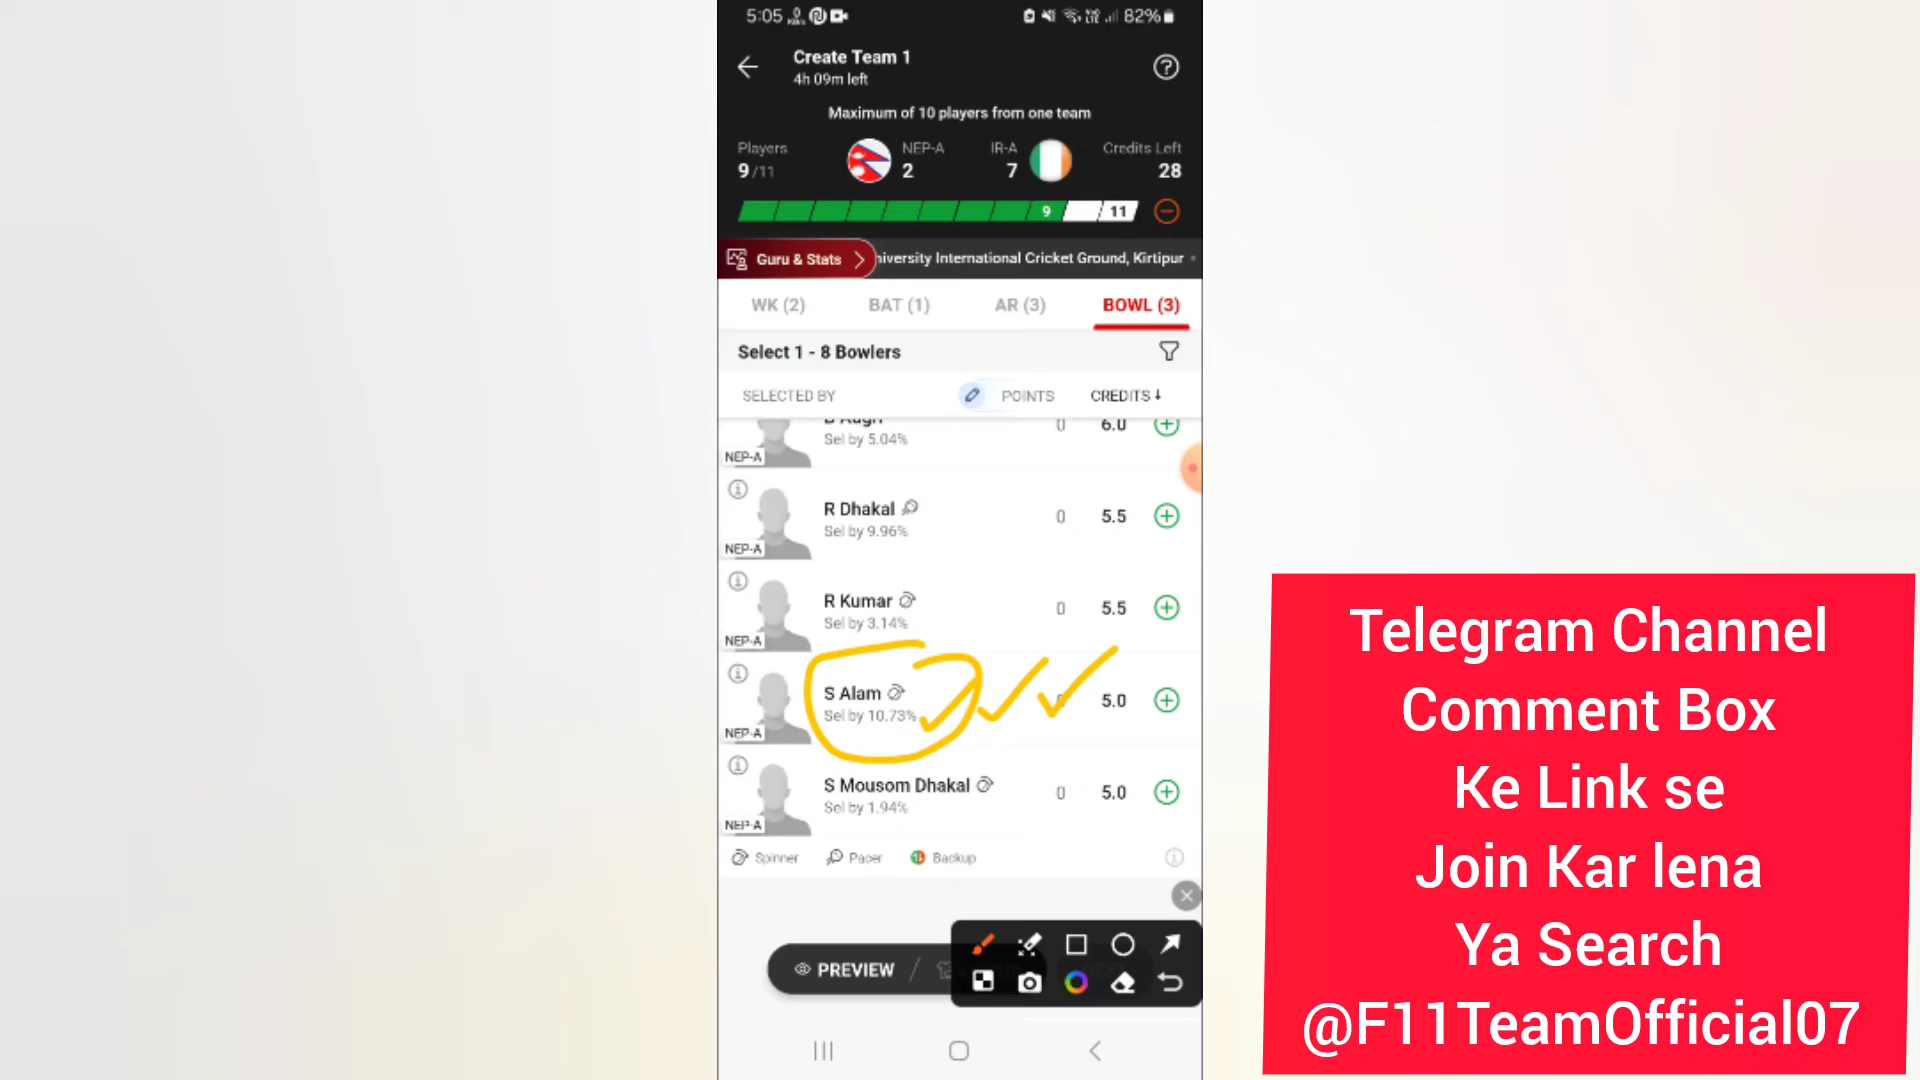 5:05
82%
Create Team 1
4h 09m left
Maximum of 10 players from one team
Players
9/11
NEP-A
2
IR-A
7
Credits Left
28
9
11
Guru & Stats
niversity International Cricket Ground, Kirtipur
WK (2)
BAT (1)
AR (3)
BOWL (3)
Select 1 - 8 Bowlers
SELECTED BY
POINTS
CREDITS
Sel by 5.04%
0
6.0
NEP-A
R Dhakal
Sel by 9.96%
0
5.5
NEP-A
R Kumar
Sel by 3.14%
0
5.5
NEP-A
S Alam
Sel by 10.73%
5.0
NEP-A
S Mousom Dhakal
Sel by 1.94%
0
5.0
NEP-A
Spinner
Pacer
Backup
PREVIEW
Telegram Channel
Comment Box
Ke Link se
Join Kar lena
Ya Search
@F11TeamOfficial07